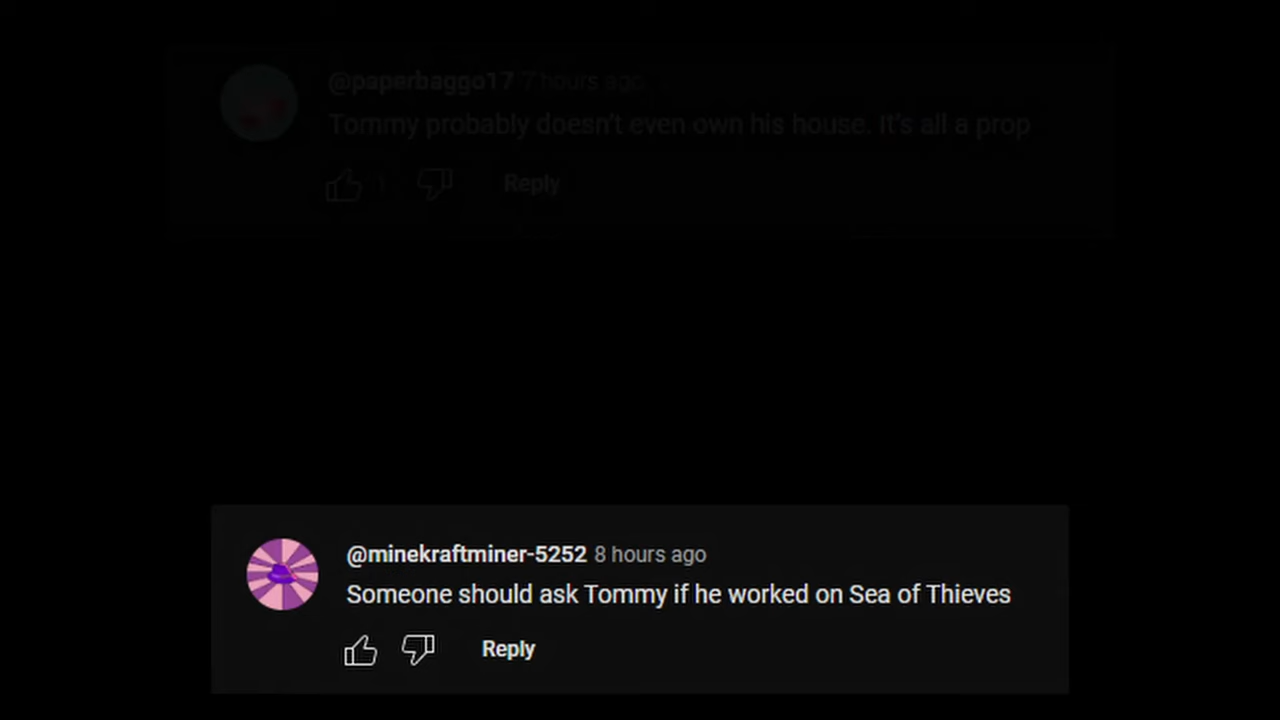 @paperbaggo17 7 hours ago
Tommy probably doesn't even own his house. It's all a prop
Reply
@minekraftminer-5252 8 hours ago
Someone should ask Tommy if he worked on Sea of Thieves
Reply